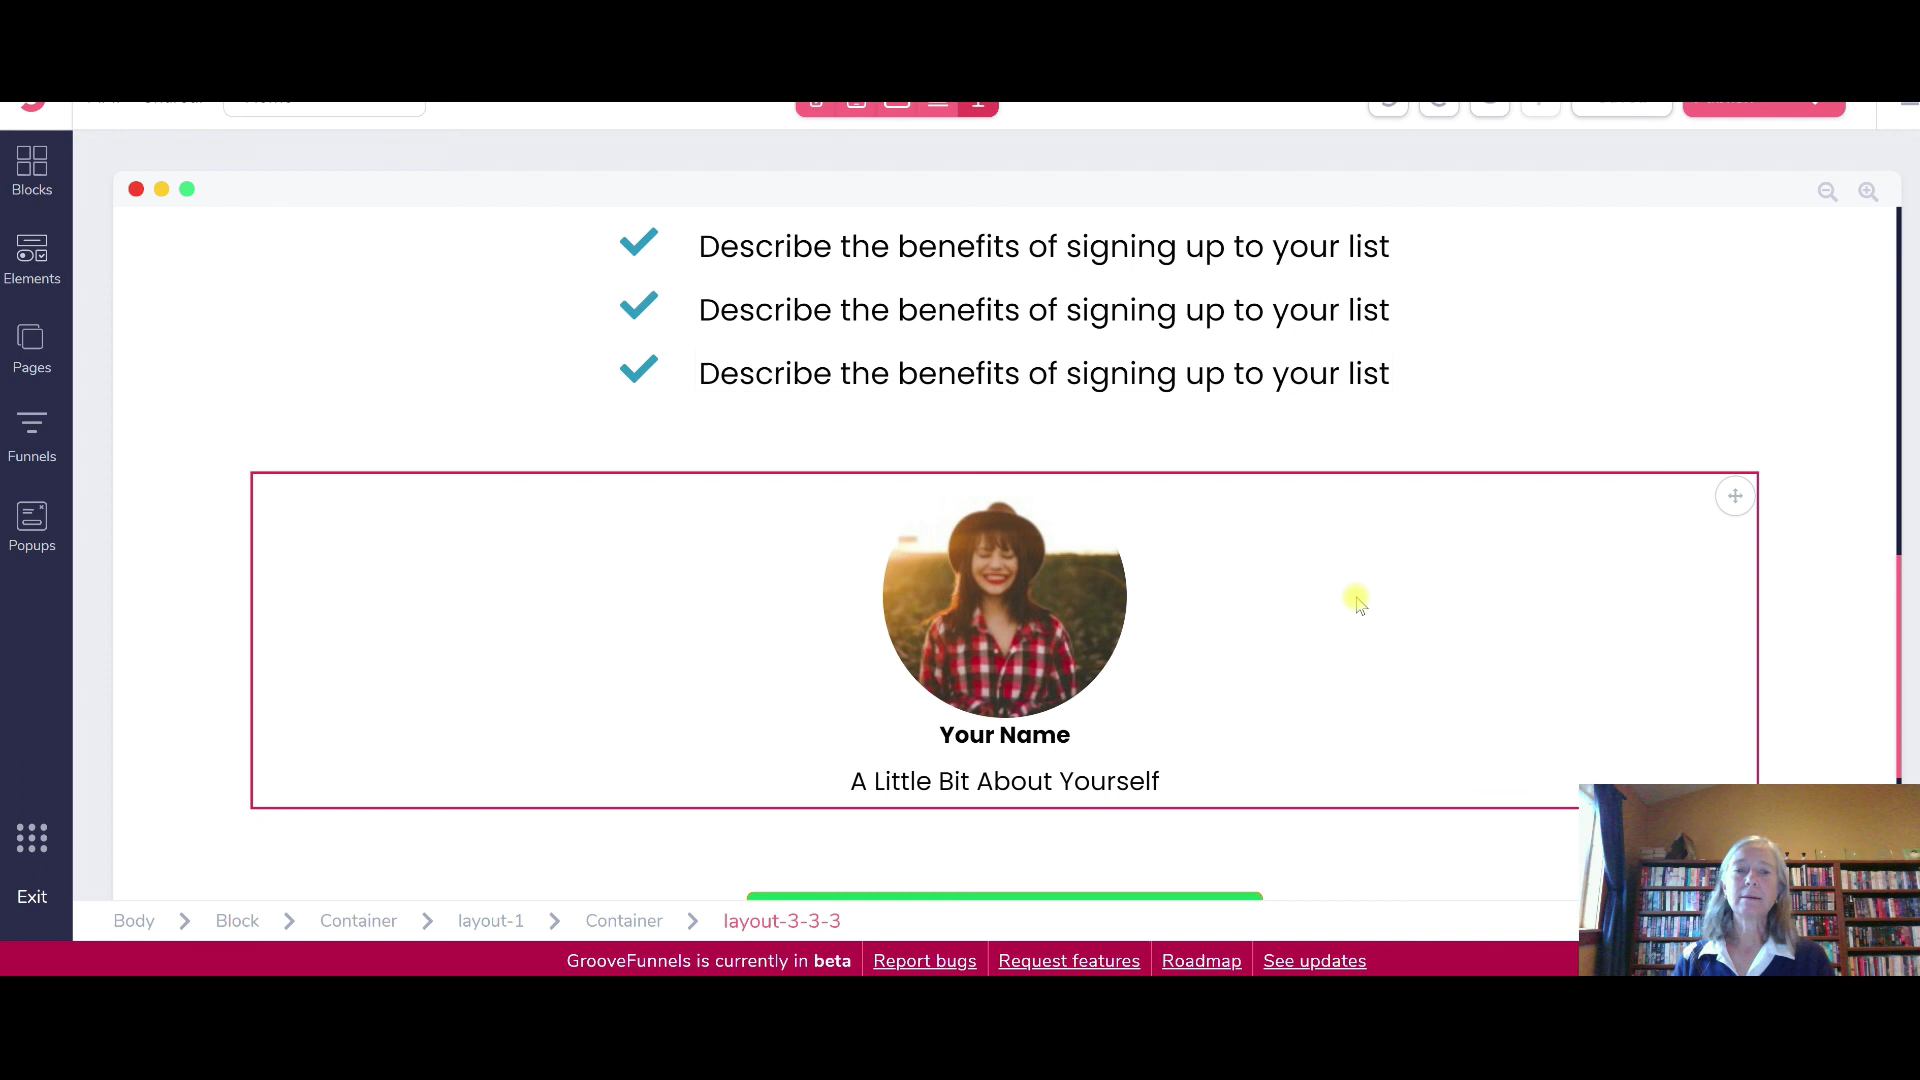 Blocks
Elements
Pages
Funnels
Popups
Exit
Describe the benefits of signing up to your list
Describe the benefits of signing up to your list
Describe the benefits of signing up to your list
Your Name
A Little Bit About Yourself
Body > Block > Container > layout-1 > Container > layout-3-3-3
GrooveFunnels is currently in beta Report bugs Request features Roadmap See updates